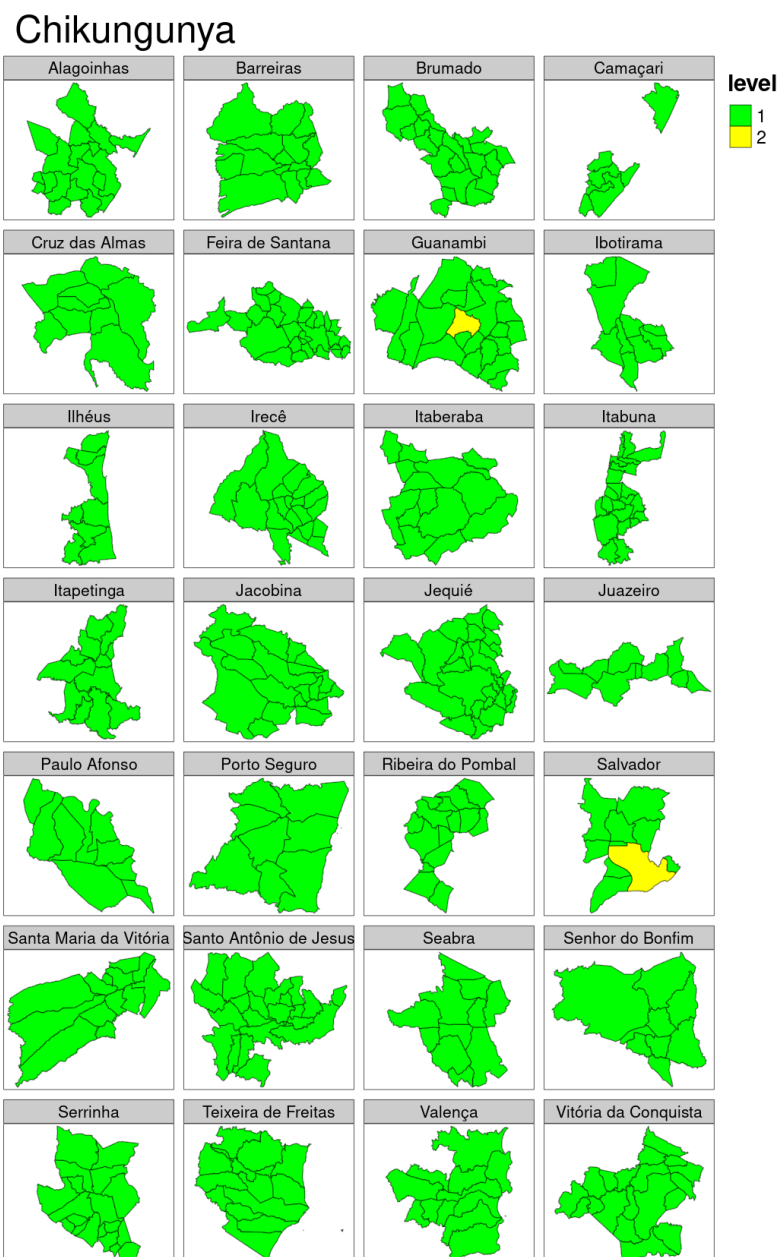 Chikungunya
Alagoinhas
Barreiras
Brumado
Camaçari
level
1
2
Cruz das Almas
Feira de Santana
Guanambi
Ibotirama
Ilhéus
Irecê
Itaberaba
Itabuna
Itapetinga
Jacobina
Jequié
Juazeiro
Paulo Afonso
Porto Seguro
Ribeira do Pombal
Salvador
Santa Maria da Vitória
Santo Antônio de Jesus
Seabra
Senhor do Bonfim
Serrinha
Teixeira de Freitas
Valença
Vitória da Conquista